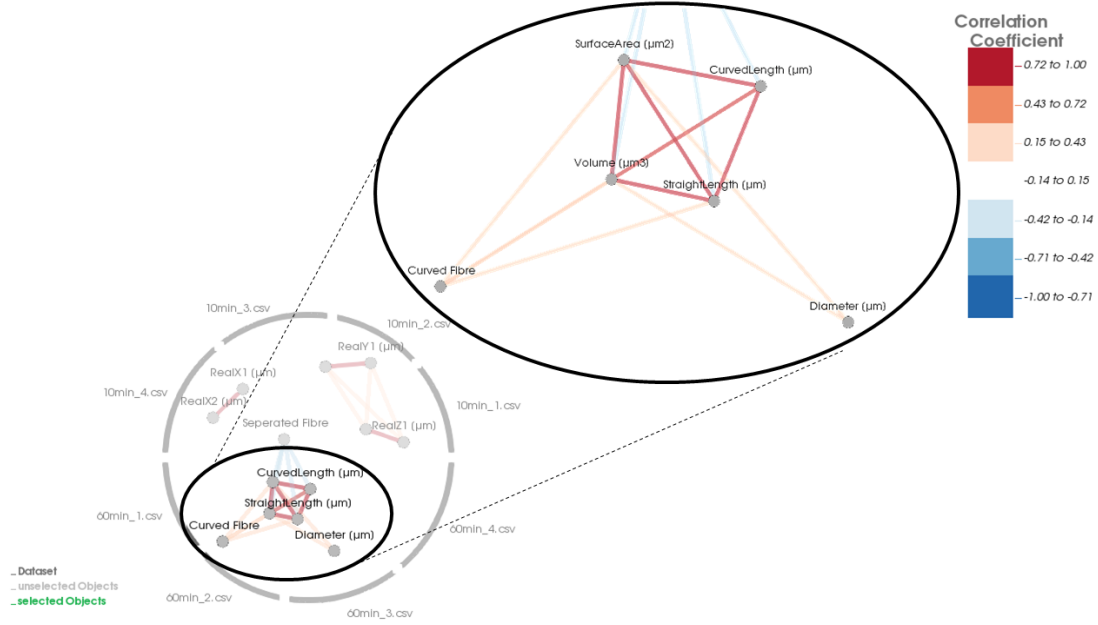 Correlation
Coefficient
0.72 to 1.00
0.43 to 0.72
0.15 to 0.43
-0.14 to 0.15
-0.42 to -0.14
-0.71 to -0.42
-1.00 to -0.71
SurfaceArea [µm2]
CurvedLength [µm]
Volume [µm3]
StraightLength [µm]
Curved Fibre
Diameter [µm]
10min_3.csv
10min_2.csv
RealY1 [µm]
RealX1 [µm]
10min_4.csv
RealX2 [µm]
10min_1.csv
Seperated Fibre
RealZ1 [µm]
CurvedLength [µm]
StraightLength [µm]
60min_1.csv
Curved Fibre
60min_4.csv
Diameter [µm]
_Dataset
_unselected Objects
_selected Objects
60min_2.csv
60min_3.csv